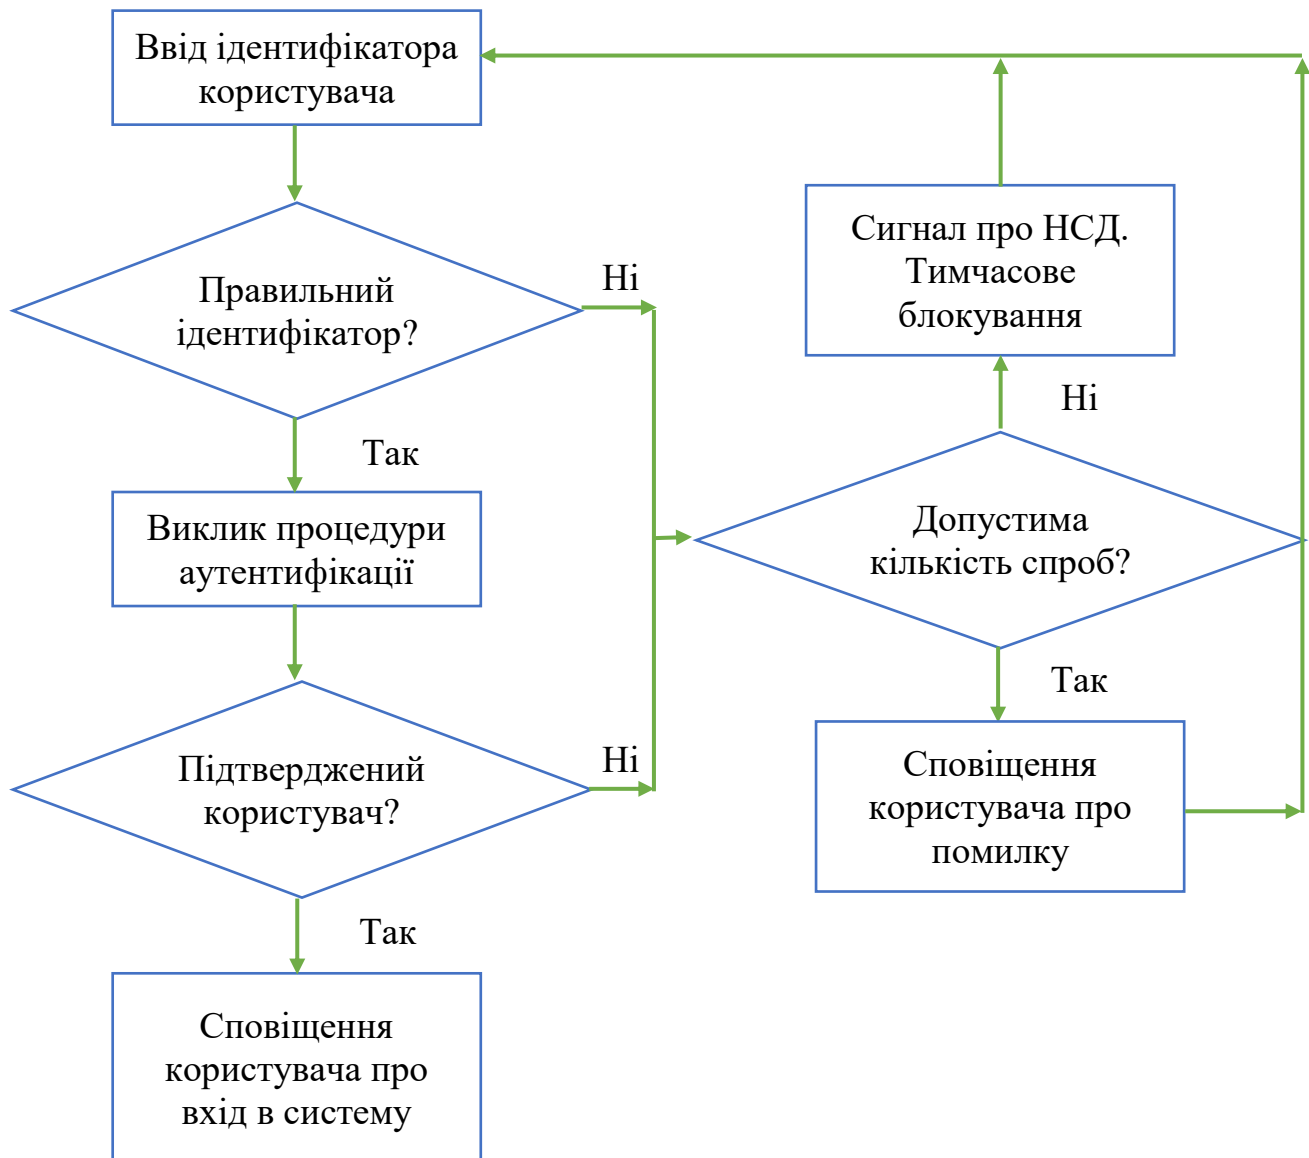 Ввід ідентифікатора
користувача
Правильний
ідентифікатор?
Ні
Так
Виклик процедури
аутентифікації
Підтверджений
користувач?
Ні
Так
Сповіщення
користувача про
вхід в систему
Сигнал про НСД.
Тимчасове
блокування
Ні
Допустима
кількість спроб?
Так
Сповіщення
користувача про
помилку